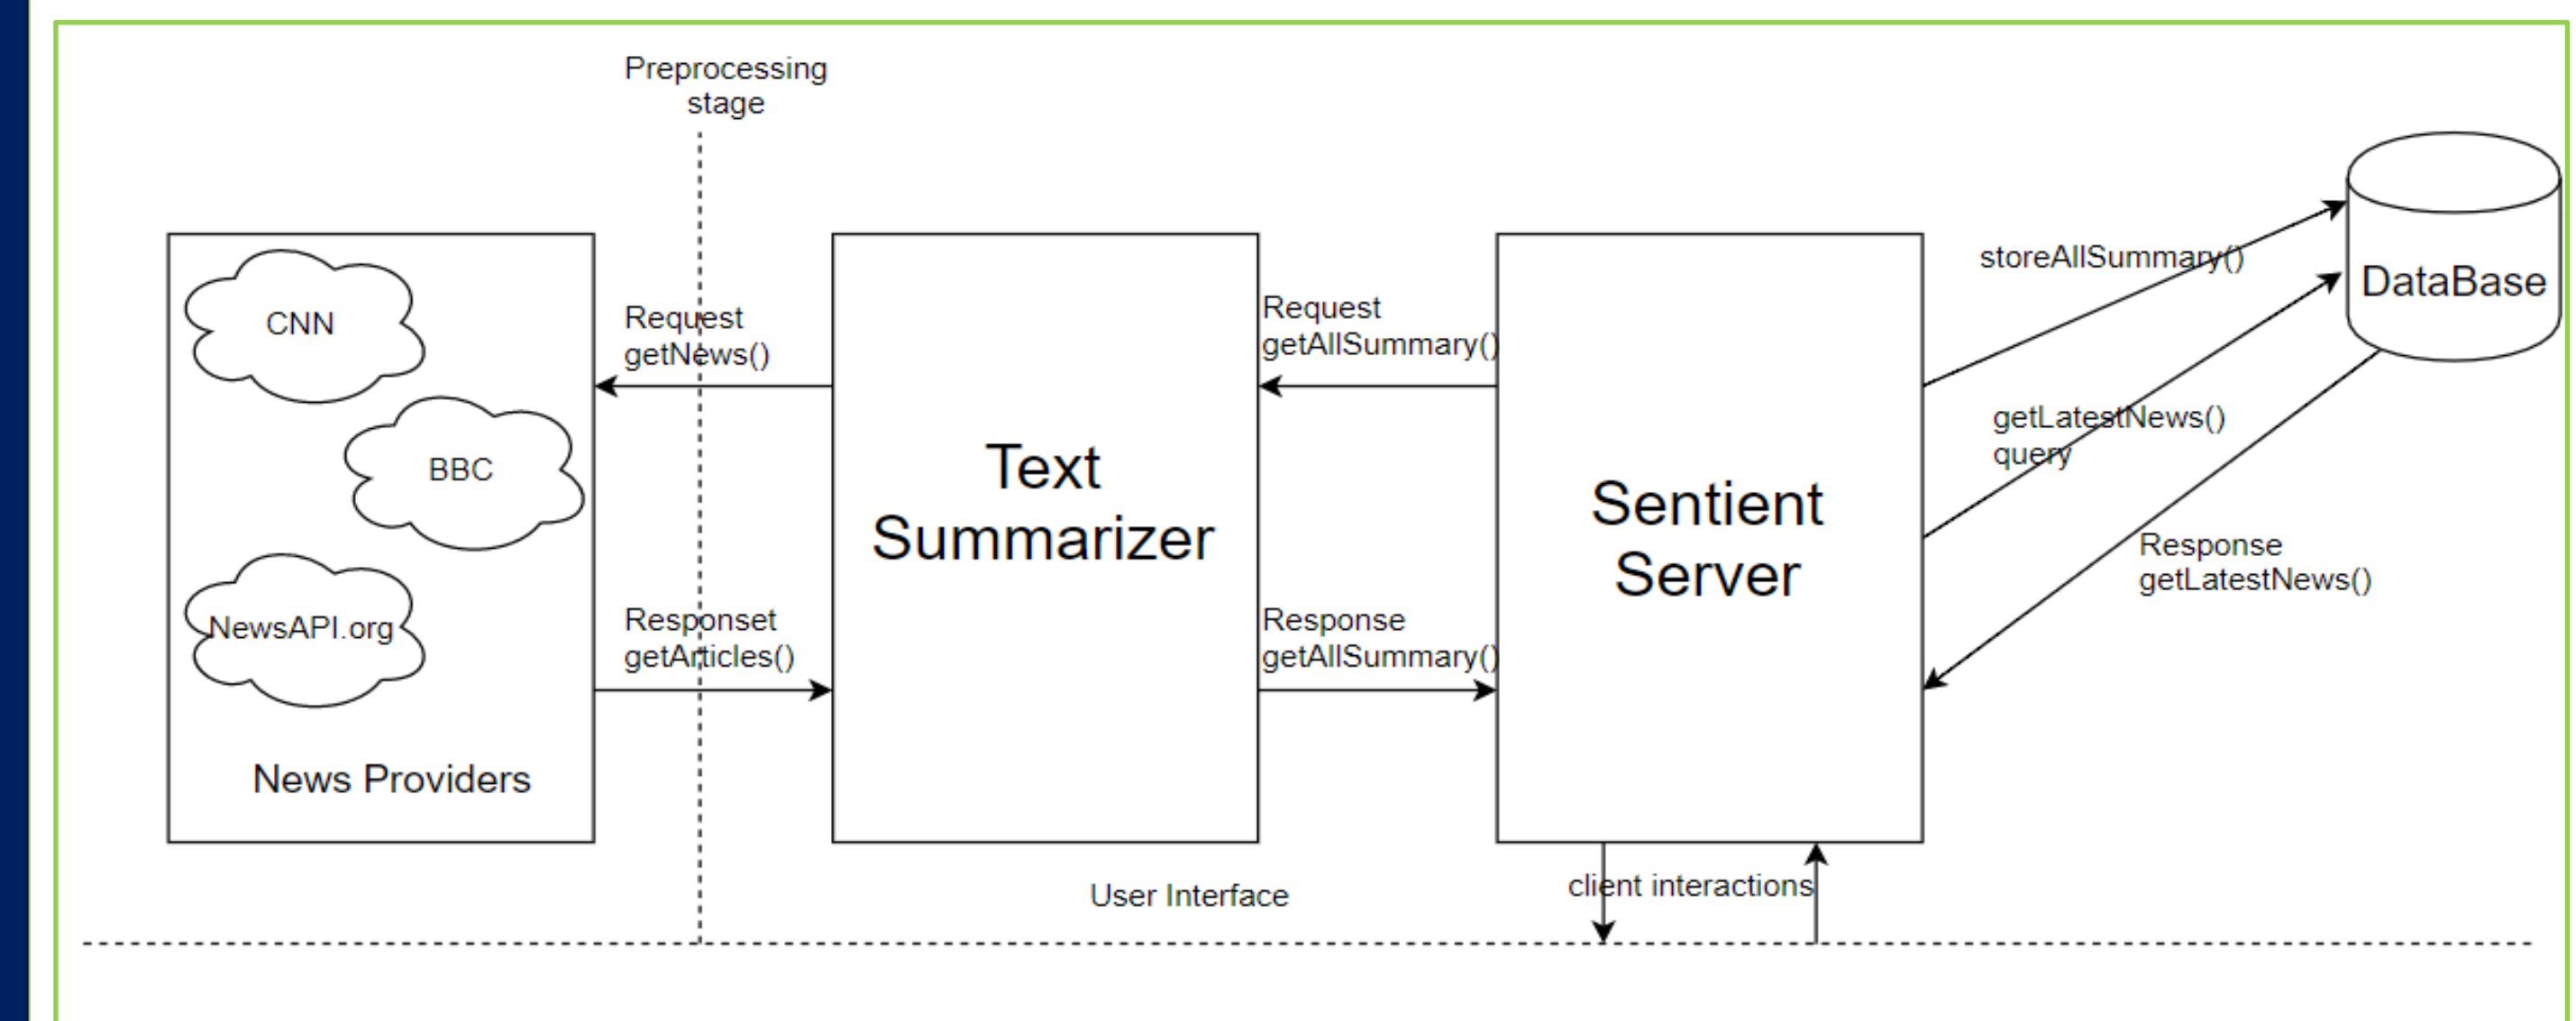 Preprocessing
stage
CNN
BBC
NewsAPI.org
News Providers
Request
getNews()
Responset
getArticles()
Text
Summarizer
Request
getAllSummary()
Response
getAllSummary()
Sentient
Server
storeAllSummary()
getLatestNews()
query
Response
getLatestNews()
DataBase
User Interface
client interactions